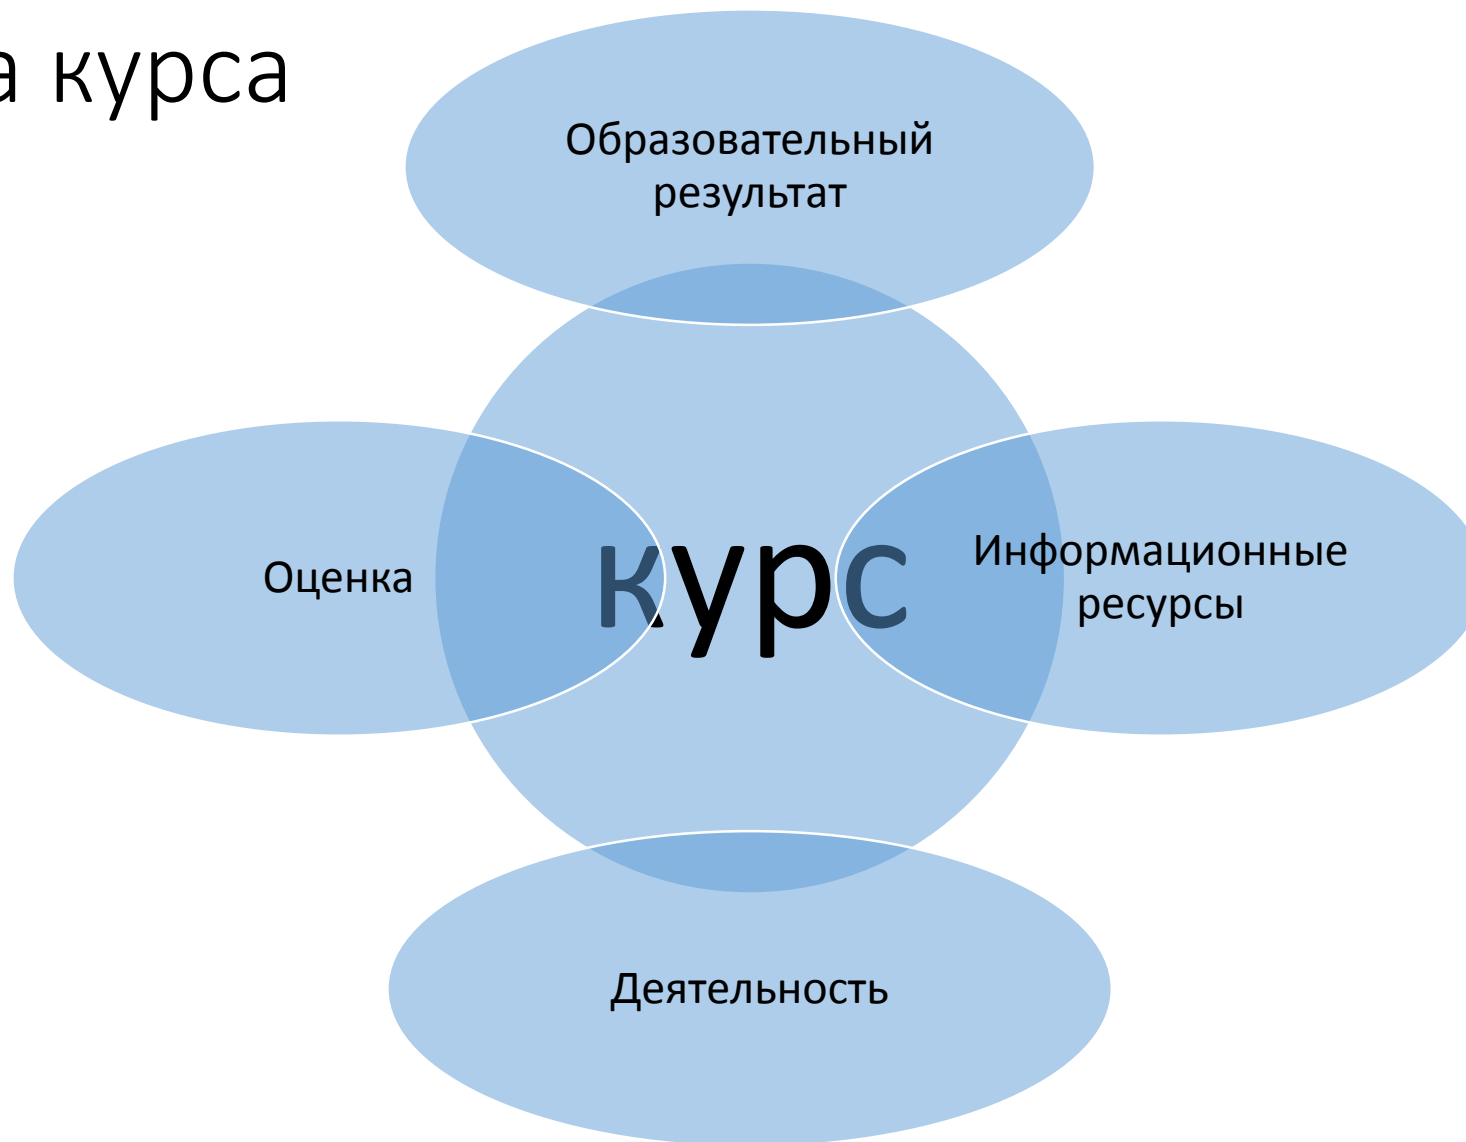 а курса
Образовательный
результат
Оценка
курс
Информационные
ресурсы
Деятельность